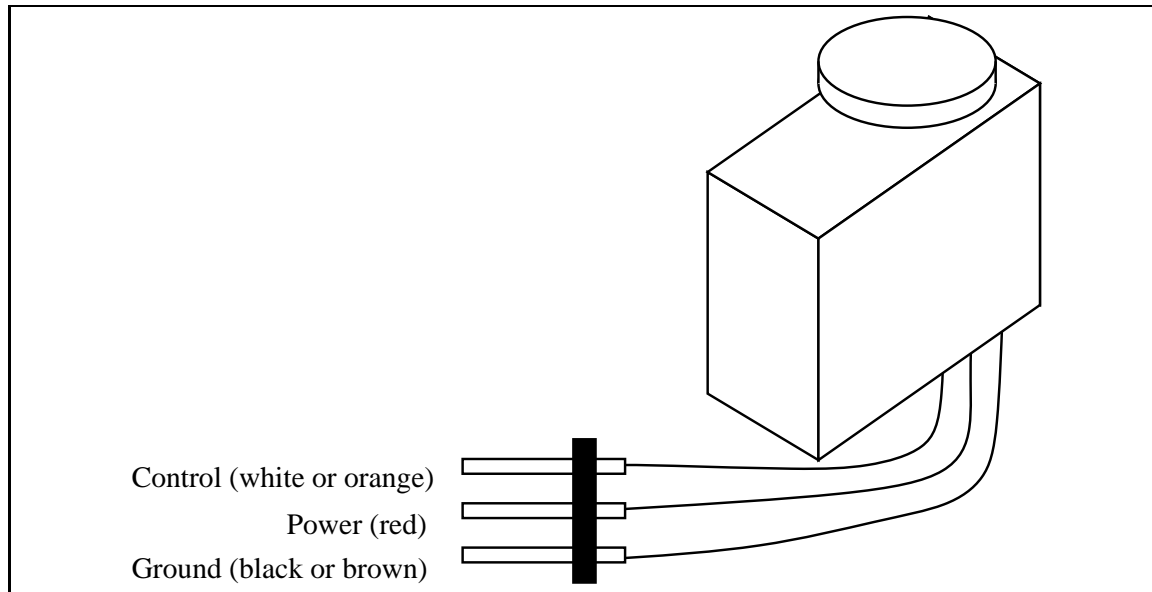 Control (white or orange)
Power (red)
Ground (black or brown)